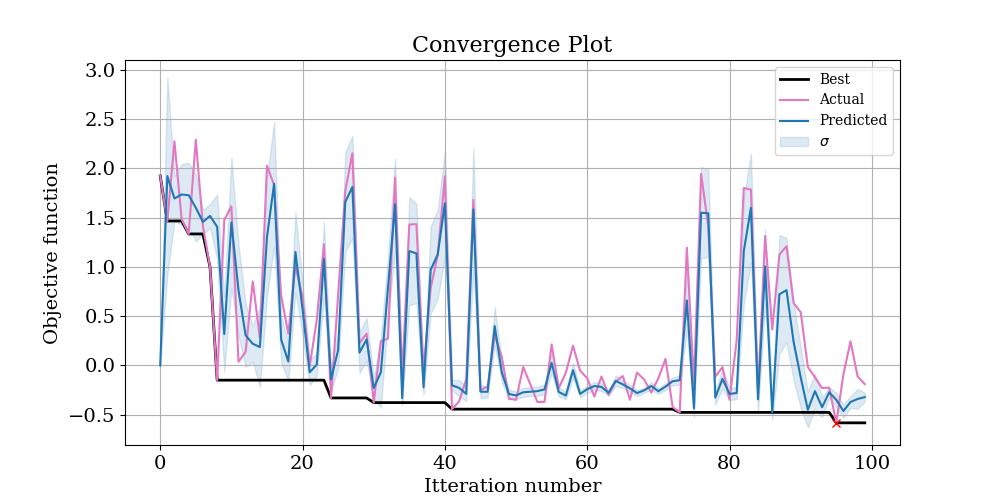 Convergence Plot
Objective function
3.0
2.5
2.0
1.5
1.0
0.5
0.0
−0.5
Best
Actual
Predicted
σ
0
20
40
60
80
100
Itteration number